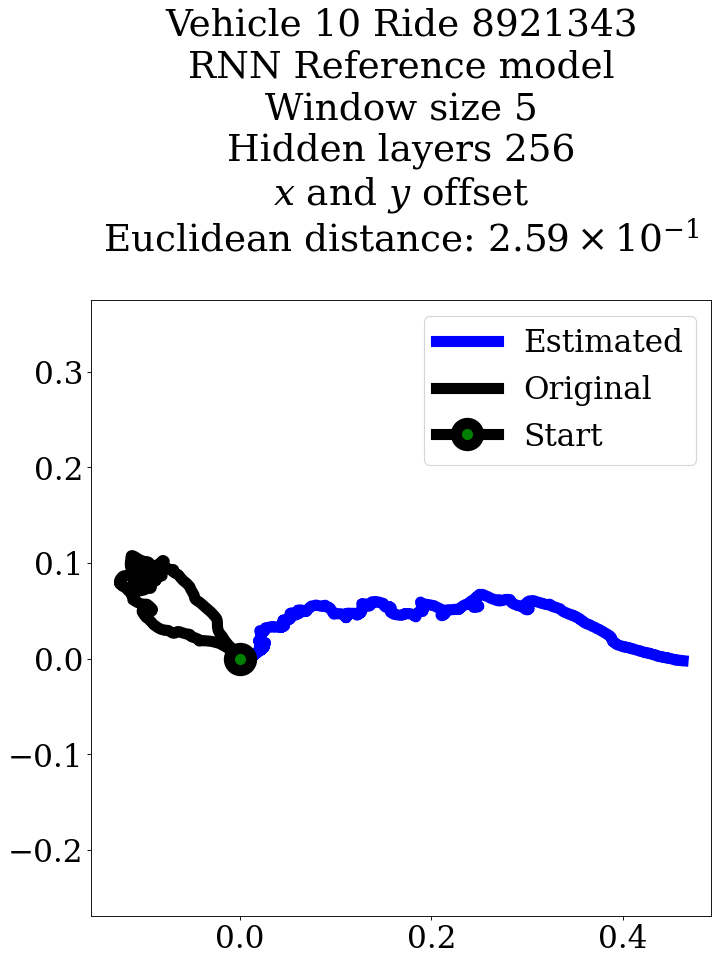 Vehicle 10 Ride 8921343
RNN Reference model
Window size 5
Hidden layers 256
x and y offset
Euclidean distance: 2.59 × 10⁻¹
Estimated
Original
Start
0.3
0.2
0.1
0.0
−0.1
−0.2
0.0 0.2 0.4